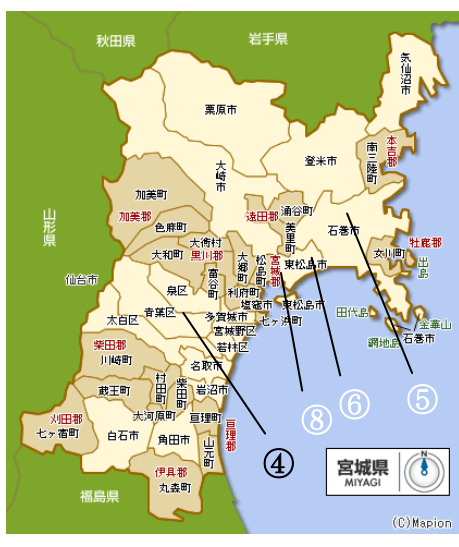 秋田県
岩手県
気仙沼市
栗原市
本吉郡
南三陸町
登米市
大崎市
加美町
加美郡
色麻町
遠田郡
涌谷町
美里町
石巻市
山形県
大衡村
黒川郡
大和町
富谷町
大郷町
松島町
宮城郡
東松島市
女川町
牡鹿郡
出島
仙台市
泉区
利府町
塩竈市
東松島市
田代島
金華山
青葉区
多賀城市
七ヶ浜町
太白区
宮城野区
網地島
石巻市
若林区
柴田郡
川崎町
名取市
村田町
柴田町
岩沼市
蔵王町
大河原町
亘理町
亘理郡
刈田郡
七ヶ宿町
白石市
角田市
山元町
伊具郡
丸森町
福島県
④
⑧
⑥
⑤
宮城県
MIYAGI
(C)Mapion